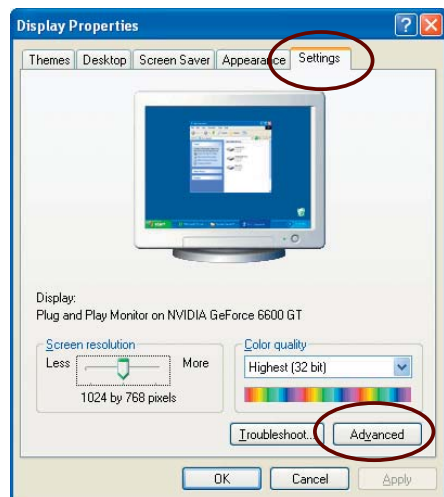 Display Properties
Themes Desktop Screen Saver Appearance Settings
Display:
Plug and Play Monitor on NVIDIA GeForce 6600 GT
Screen resolution
Less More
1024 by 768 pixels
Color quality
Highest (32 bit)
Troubleshoot... Advanced
OK Cancel Apply